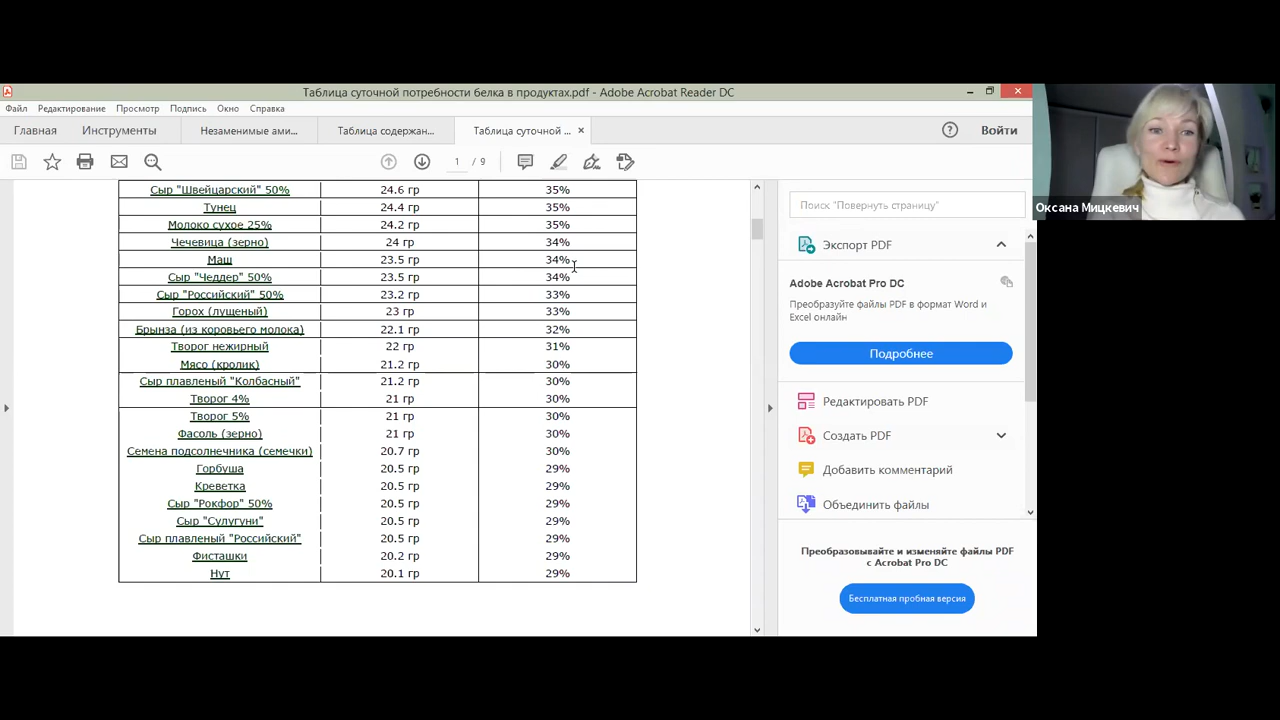 Таблица суточной потребности белка в продуктах.pdf - Adobe Acrobat Reader DC
Файл Редактирование Просмотр Подпись Окно Справка
Главная Инструменты Незаменимые ами... Таблица содержан... Таблица суточной ... × Войти
1 / 9
Сыр "Швейцарский" 50% 24.6 гр 35%
Тунец 24.4 гр 35%
Молоко сухое 25% 24.2 гр 35%
Чечевица (зерно) 24 гр 34%
Маш 23.5 гр 34%
Сыр "Чеддер" 50% 23.5 гр 34%
Сыр "Российский" 50% 23.2 гр 33%
Горох (лущеный) 23 гр 33%
Брынза (из коровьего молока) 22.1 гр 32%
Творог нежирный 22 гр 31%
Мясо (кролик) 21.2 гр 30%
Сыр плавленый "Колбасный" 21.2 гр 30%
Творог 4% 21 гр 30%
Творог 5% 21 гр 30%
Фасоль (зерно) 21 гр 30%
Семена подсолнечника (семечки) 20.7 гр 30%
Горбуша 20.5 гр 29%
Креветка 20.5 гр 29%
Сыр "Рокфор" 50% 20.5 гр 29%
Сыр "Сулугуни" 20.5 гр 29%
Сыр плавленый "Российский" 20.5 гр 29%
Фисташки 20.2 гр 29%
Нут 20.1 гр 29%
Поиск "Повернуть страницу"
Экспорт PDF
Adobe Acrobat Pro DC
Преобразуйте файлы PDF в формат Word и
Excel онлайн
Подробнее
Редактировать PDF
Создать PDF
Добавить комментарий
Объединить файлы
Преобразовывайте и изменяйте файлы PDF
с Acrobat Pro DC
Бесплатная пробная версия
Оксана Мицкевич